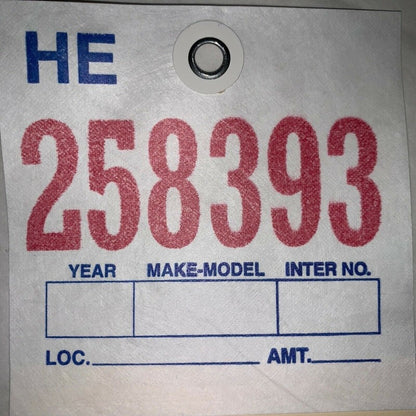 HE
258393
YEAR MAKE-MODEL INTER NO.
LOC. AMT.